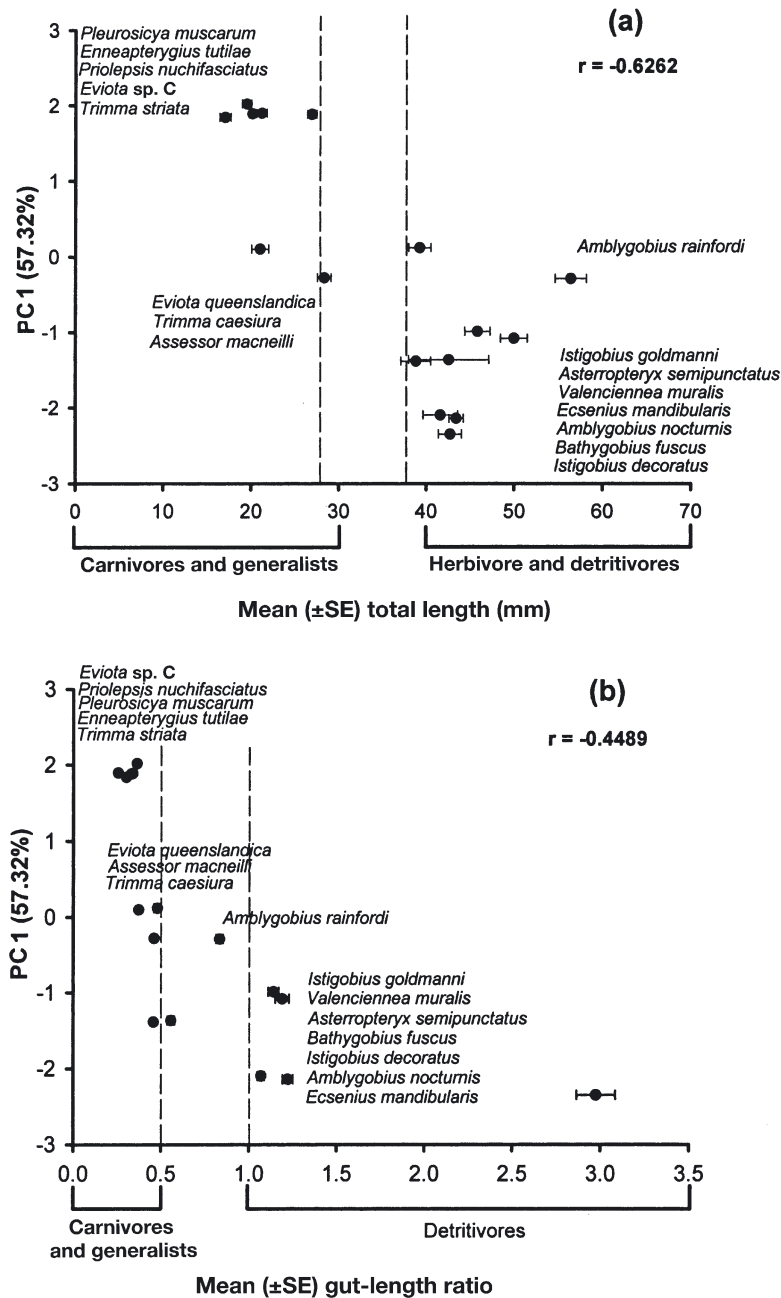 (a)
r = -0.6262
Pleurosicya muscarum
Enneapterygius tutilae
Priolepsis nuchifasciatus
Eviota sp. C
Trimma striata
Amblygobius rainfordi
Eviota queenslandica
Trimma caesiura
Assessor macneilli
Istigobius goldmanni
Asterropteryx semipunctatus
Valenciennea muralis
Ecsenius mandibularis
Amblygobius nocturnis
Bathygobius fuscus
Istigobius decoratus
PC1 (57.32%)
3
2
1
0
-1
-2
-3
0 10 20 30 40 50 60 70
Carnivores and generalists
Herbivore and detritivores
Mean (±SE) total length (mm)
(b)
r = -0.4489
Eviota sp. C
Priolepsis nuchifasciatus
Pleurosicya muscarum
Enneapterygius tutilae
Trimma striata
Eviota queenslandica
Assessor macneilli
Trimma caesiura
Amblygobius rainfordi
Istigobius goldmanni
Valenciennea muralis
Asterropteryx semipunctatus
Bathygobius fuscus
Istigobius decoratus
Amblygobius nocturnis
Ecsenius mandibularis
PC1 (57.32%)
3
2
1
0
-1
-2
-3
0.0 0.5 1.0 1.5 2.0 2.5 3.0 3.5
Carnivores
and generalists
Detritivores
Mean (±SE) gut-length ratio